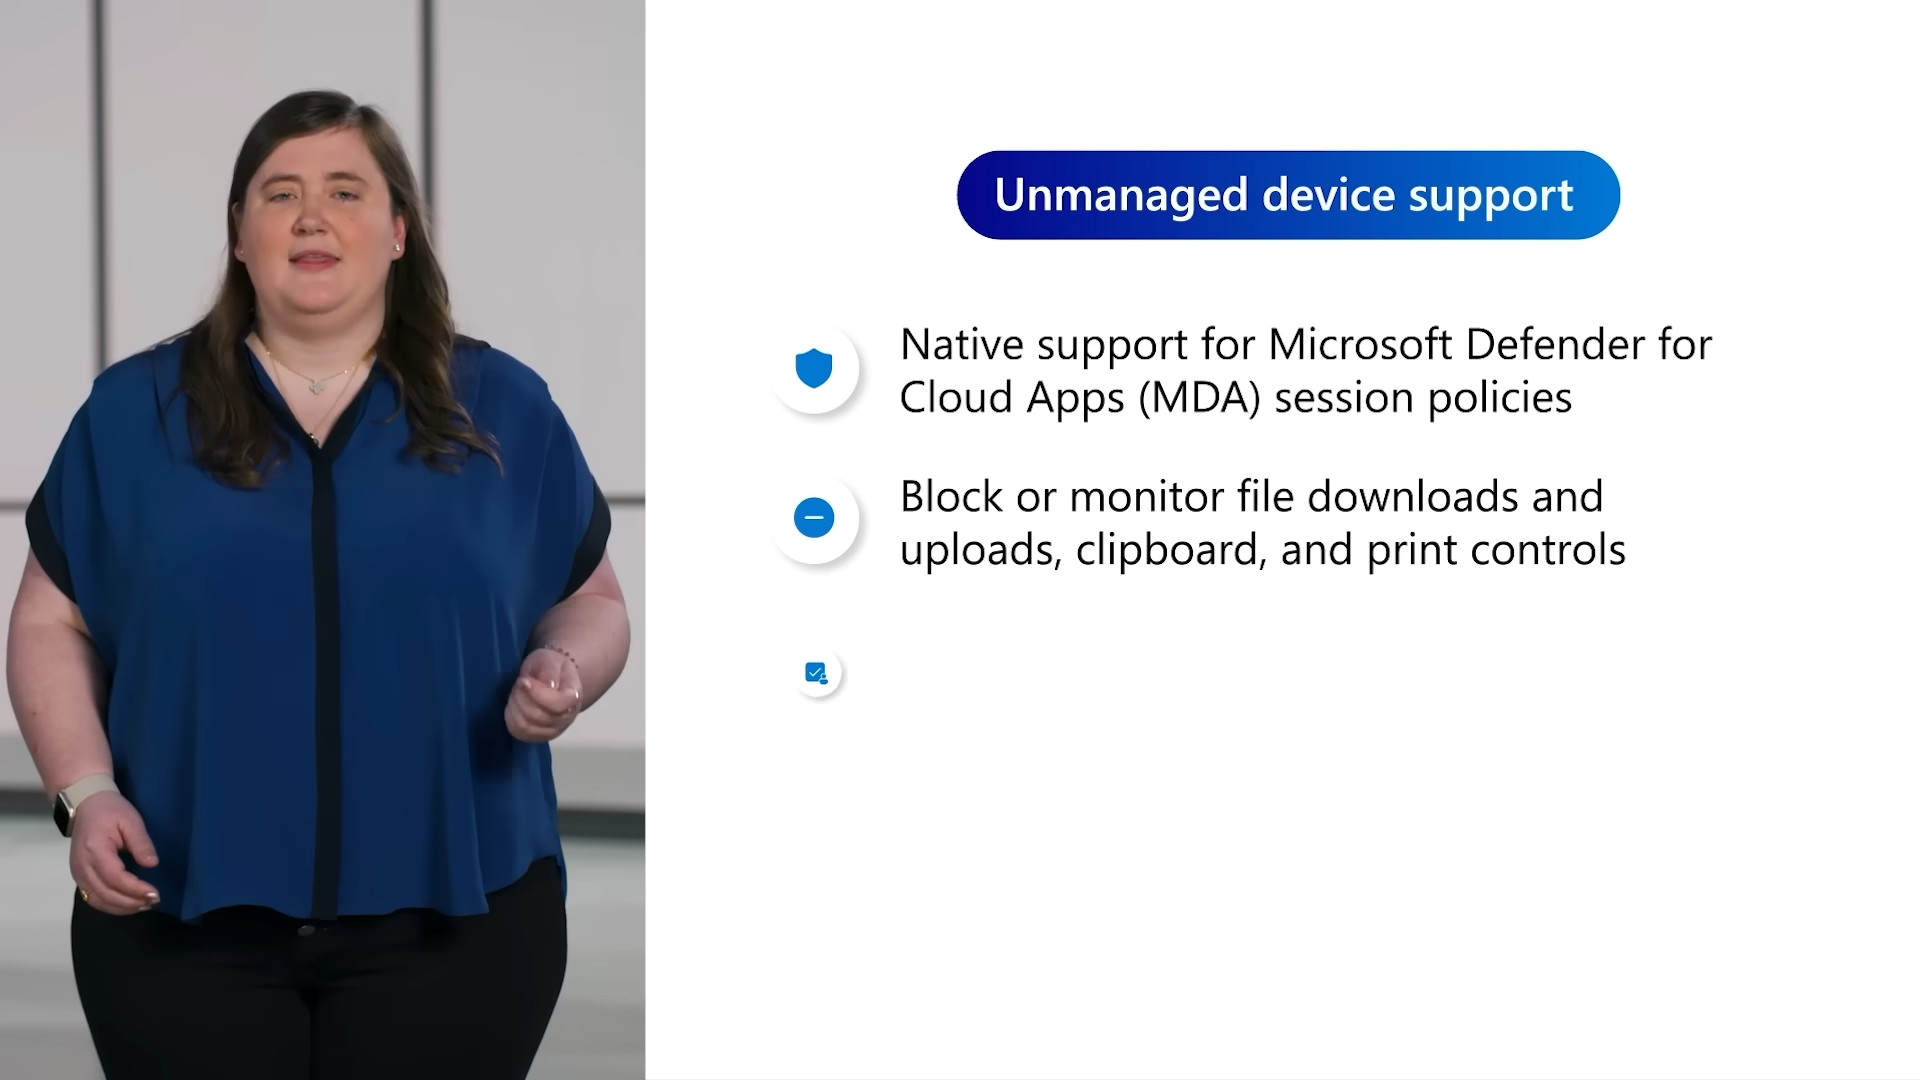 Unmanaged device support
Native support for Microsoft Defender for
Cloud Apps (MDA) session policies
Block or monitor file downloads and
uploads, clipboard, and print controls